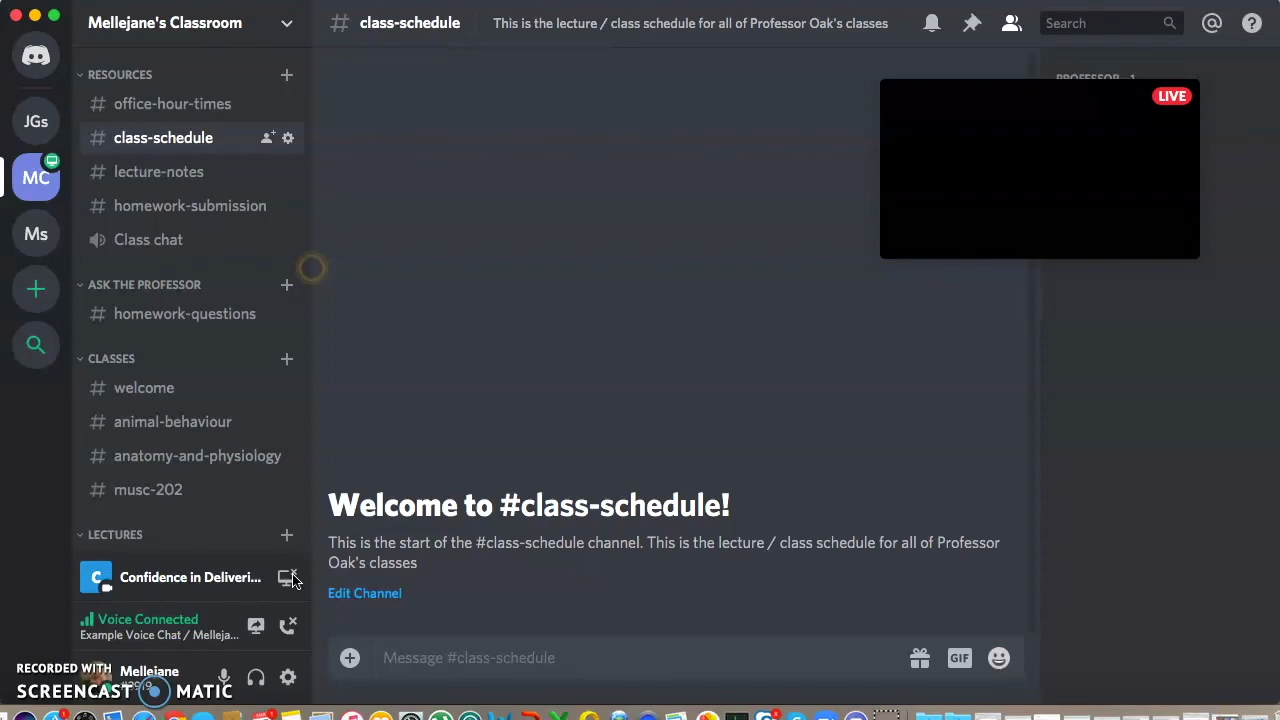 Mellejane's Classroom
# class-schedule
This is the lecture / class schedule for all of Professor Oak's classes
Search
RESOURCES
# office-hour-times
# class-schedule
# lecture-notes
# homework-submission
Class chat
ASK THE PROFESSOR
# homework-questions
CLASSES
# welcome
# animal-behaviour
# anatomy-and-physiology
# musc-202
LECTURES
JGs
MC
Ms
C
Confidence in Deliveri...
Voice Connected
Example Voice Chat / Melleja...
Mellejane
RECORDED WITH
SCREENCAST MATIC
LIVE
Welcome to #class-schedule!
This is the start of the #class-schedule channel. This is the lecture / class schedule for all of Professor
Oak's classes
Edit Channel
Message #class-schedule
GIF